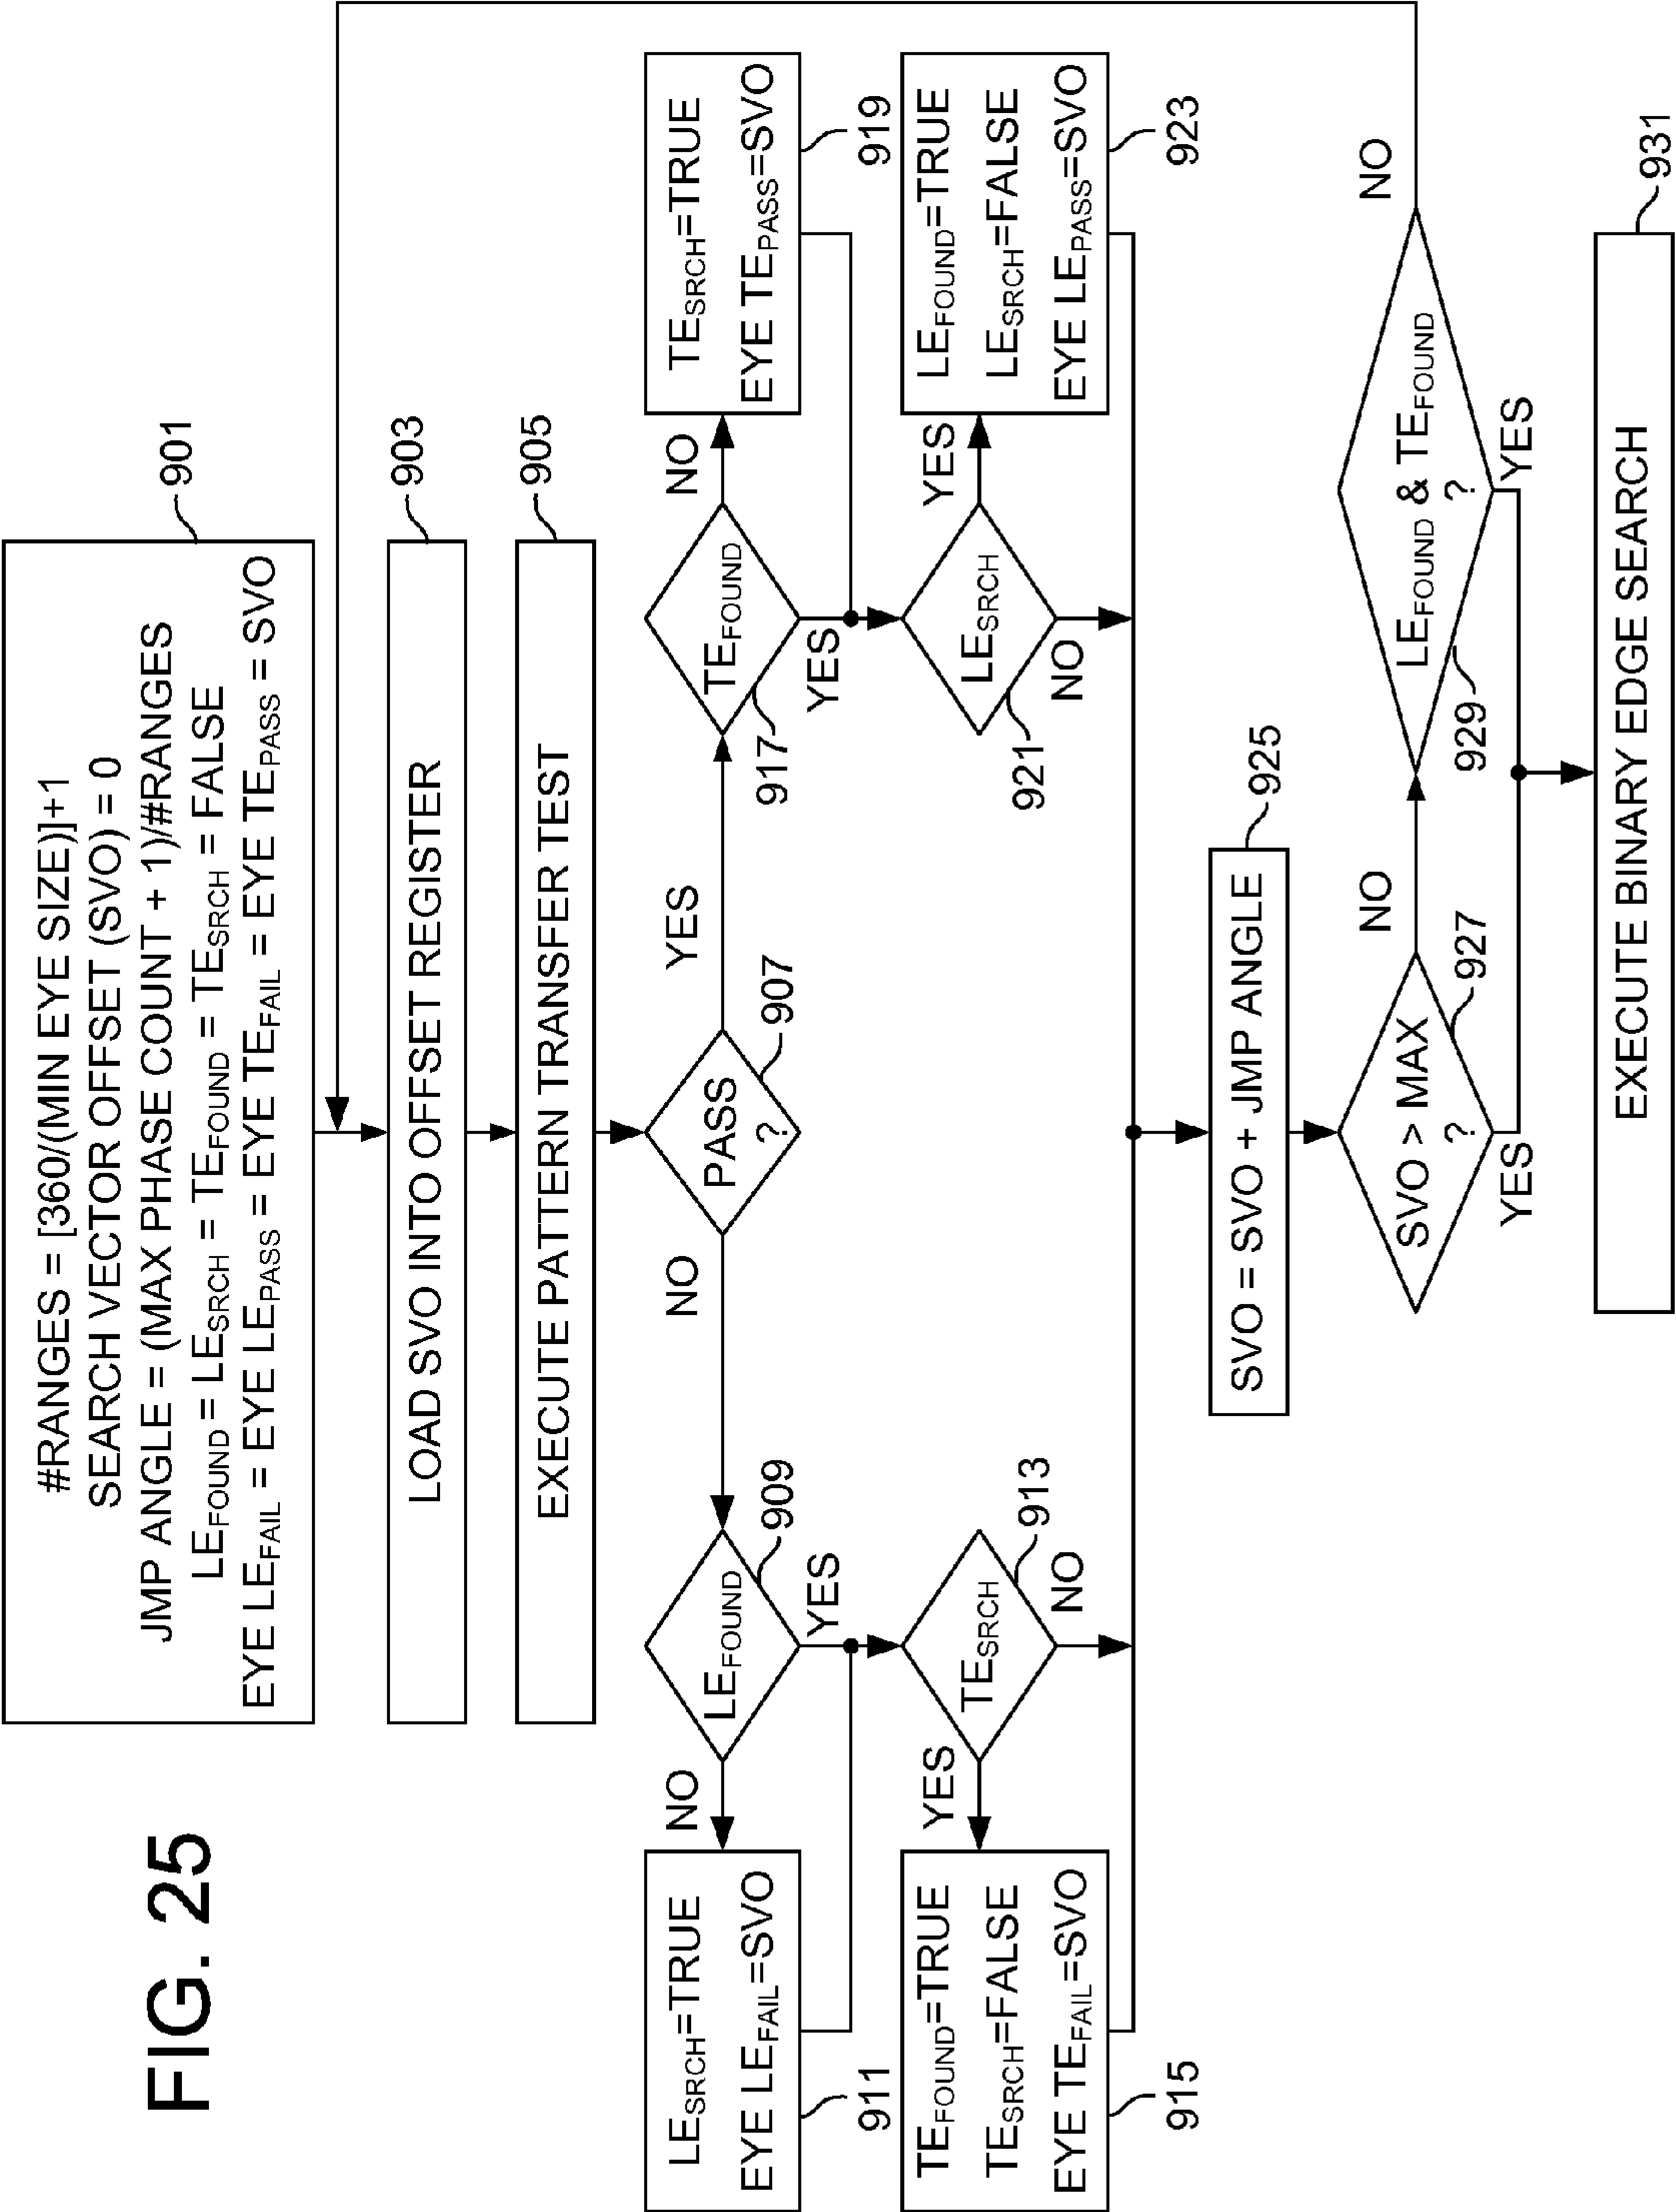 FIG. 25
#RANGES = [360/(MIN EYE SIZE)]+1
SEARCH VECTOR OFFSET (SVO) = 0
JMP ANGLE = (MAX PHASE COUNT + 1)/#RANGES
LEFOUND = LESRCH = TEFOUND = TESRCH = FALSE
EYE LEFAIL = EYE LEPASS = EYE TEFAIL = EYE TEPASS = SVO
901
LOAD SVO INTO OFFSET REGISTER
903
EXECUTE PATTERN TRANSFER TEST
905
PASS
?
907
NO
YES
LEFOUND
909
NO
YES
LESRCH=TRUE
EYE LEFAIL=SVO
911
TESRCH
913
YES
NO
TEFOUND=TRUE
TESRCH=FALSE
EYE TEFAIL=SVO
915
TEFOUND
917
NO
YES
TESRCH=TRUE
EYE TEPASS=SVO
919
LESRCH
921
YES
NO
LEFOUND=TRUE
LESRCH=FALSE
EYE LEPASS=SVO
923
SVO = SVO + JMP ANGLE
925
SVO > MAX
?
927
NO
YES
LEFOUND & TEFOUND
?
929
NO
YES
EXECUTE BINARY EDGE SEARCH
931